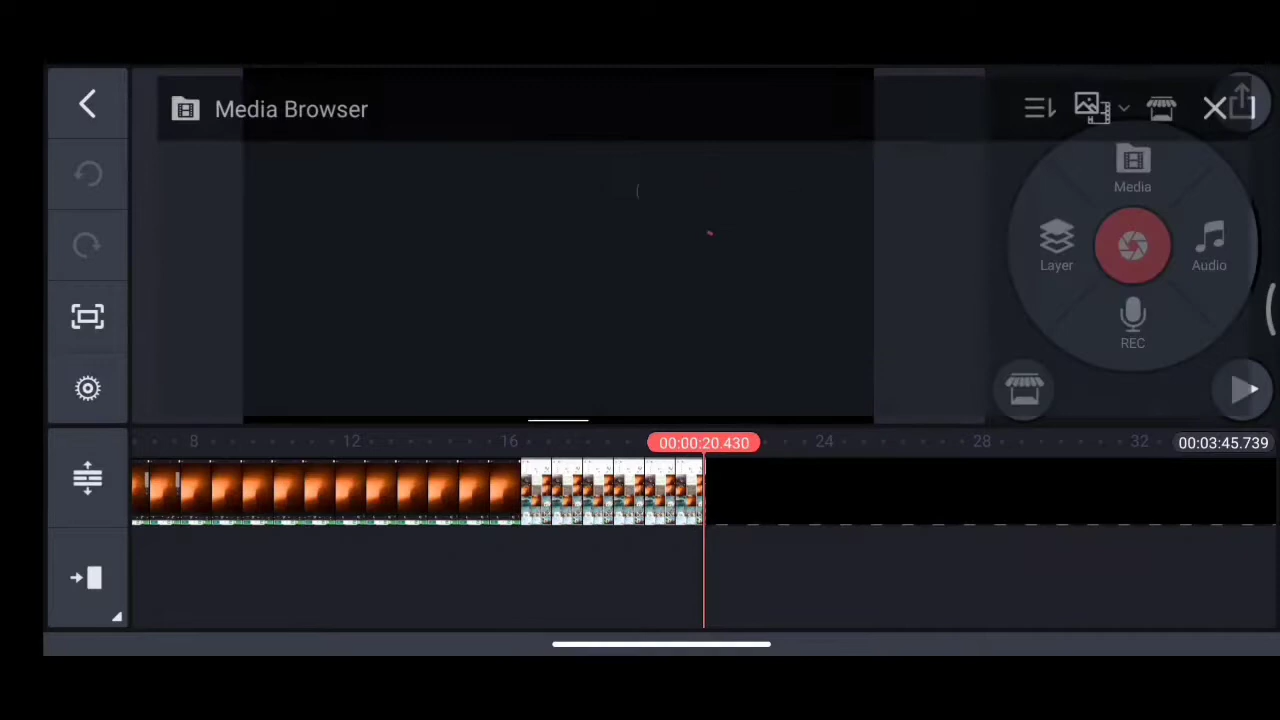 Media Browser
Media
Layer
Audio
REC
8 12 16 00:00:20.430 24 28 32 00:03:45.739